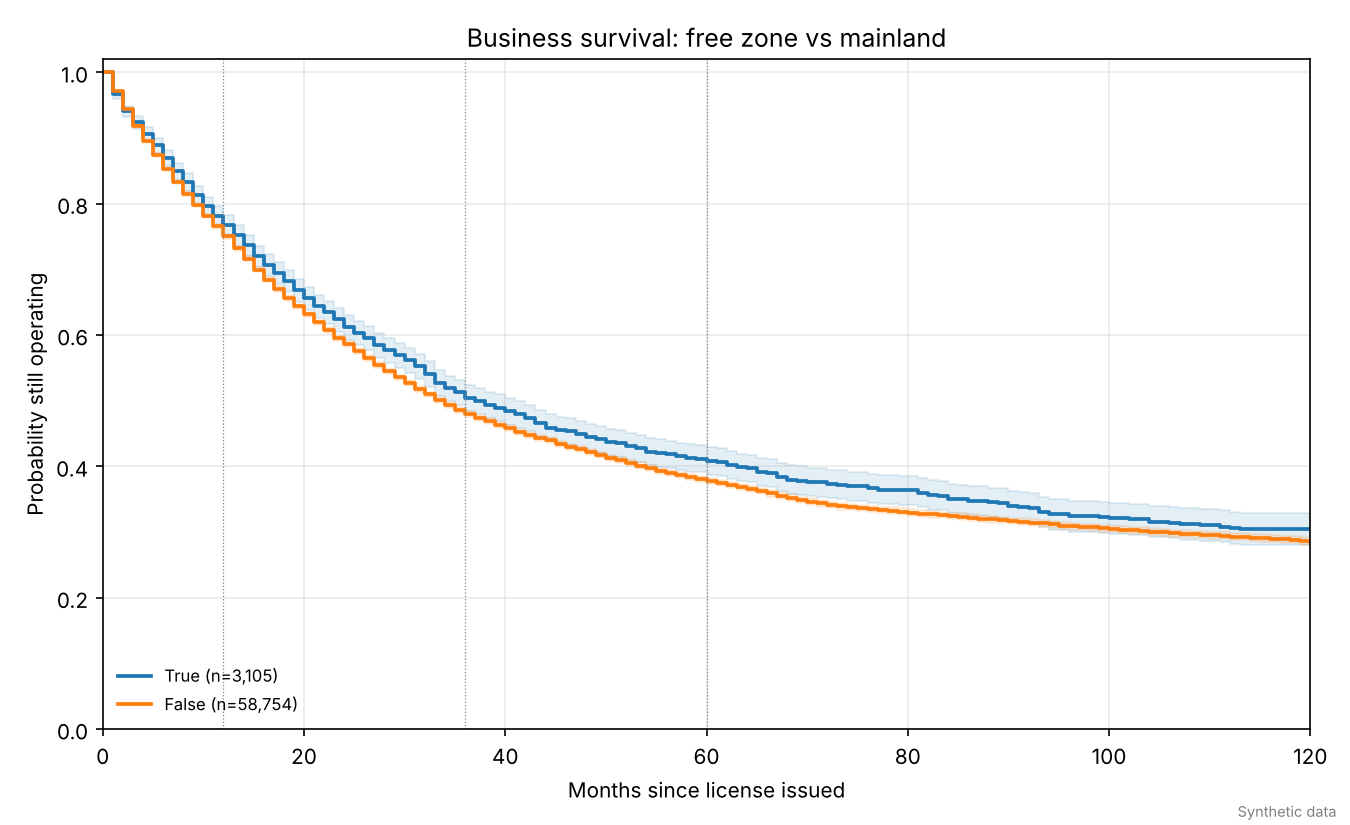 Business survival: free zone vs mainland
Probability still operating
1.0
0.8
0.6
0.4
0.2
0.0
True (n=3,105)
False (n=58,754)
0 20 40 60 80 100 120
Months since license issued
Synthetic data